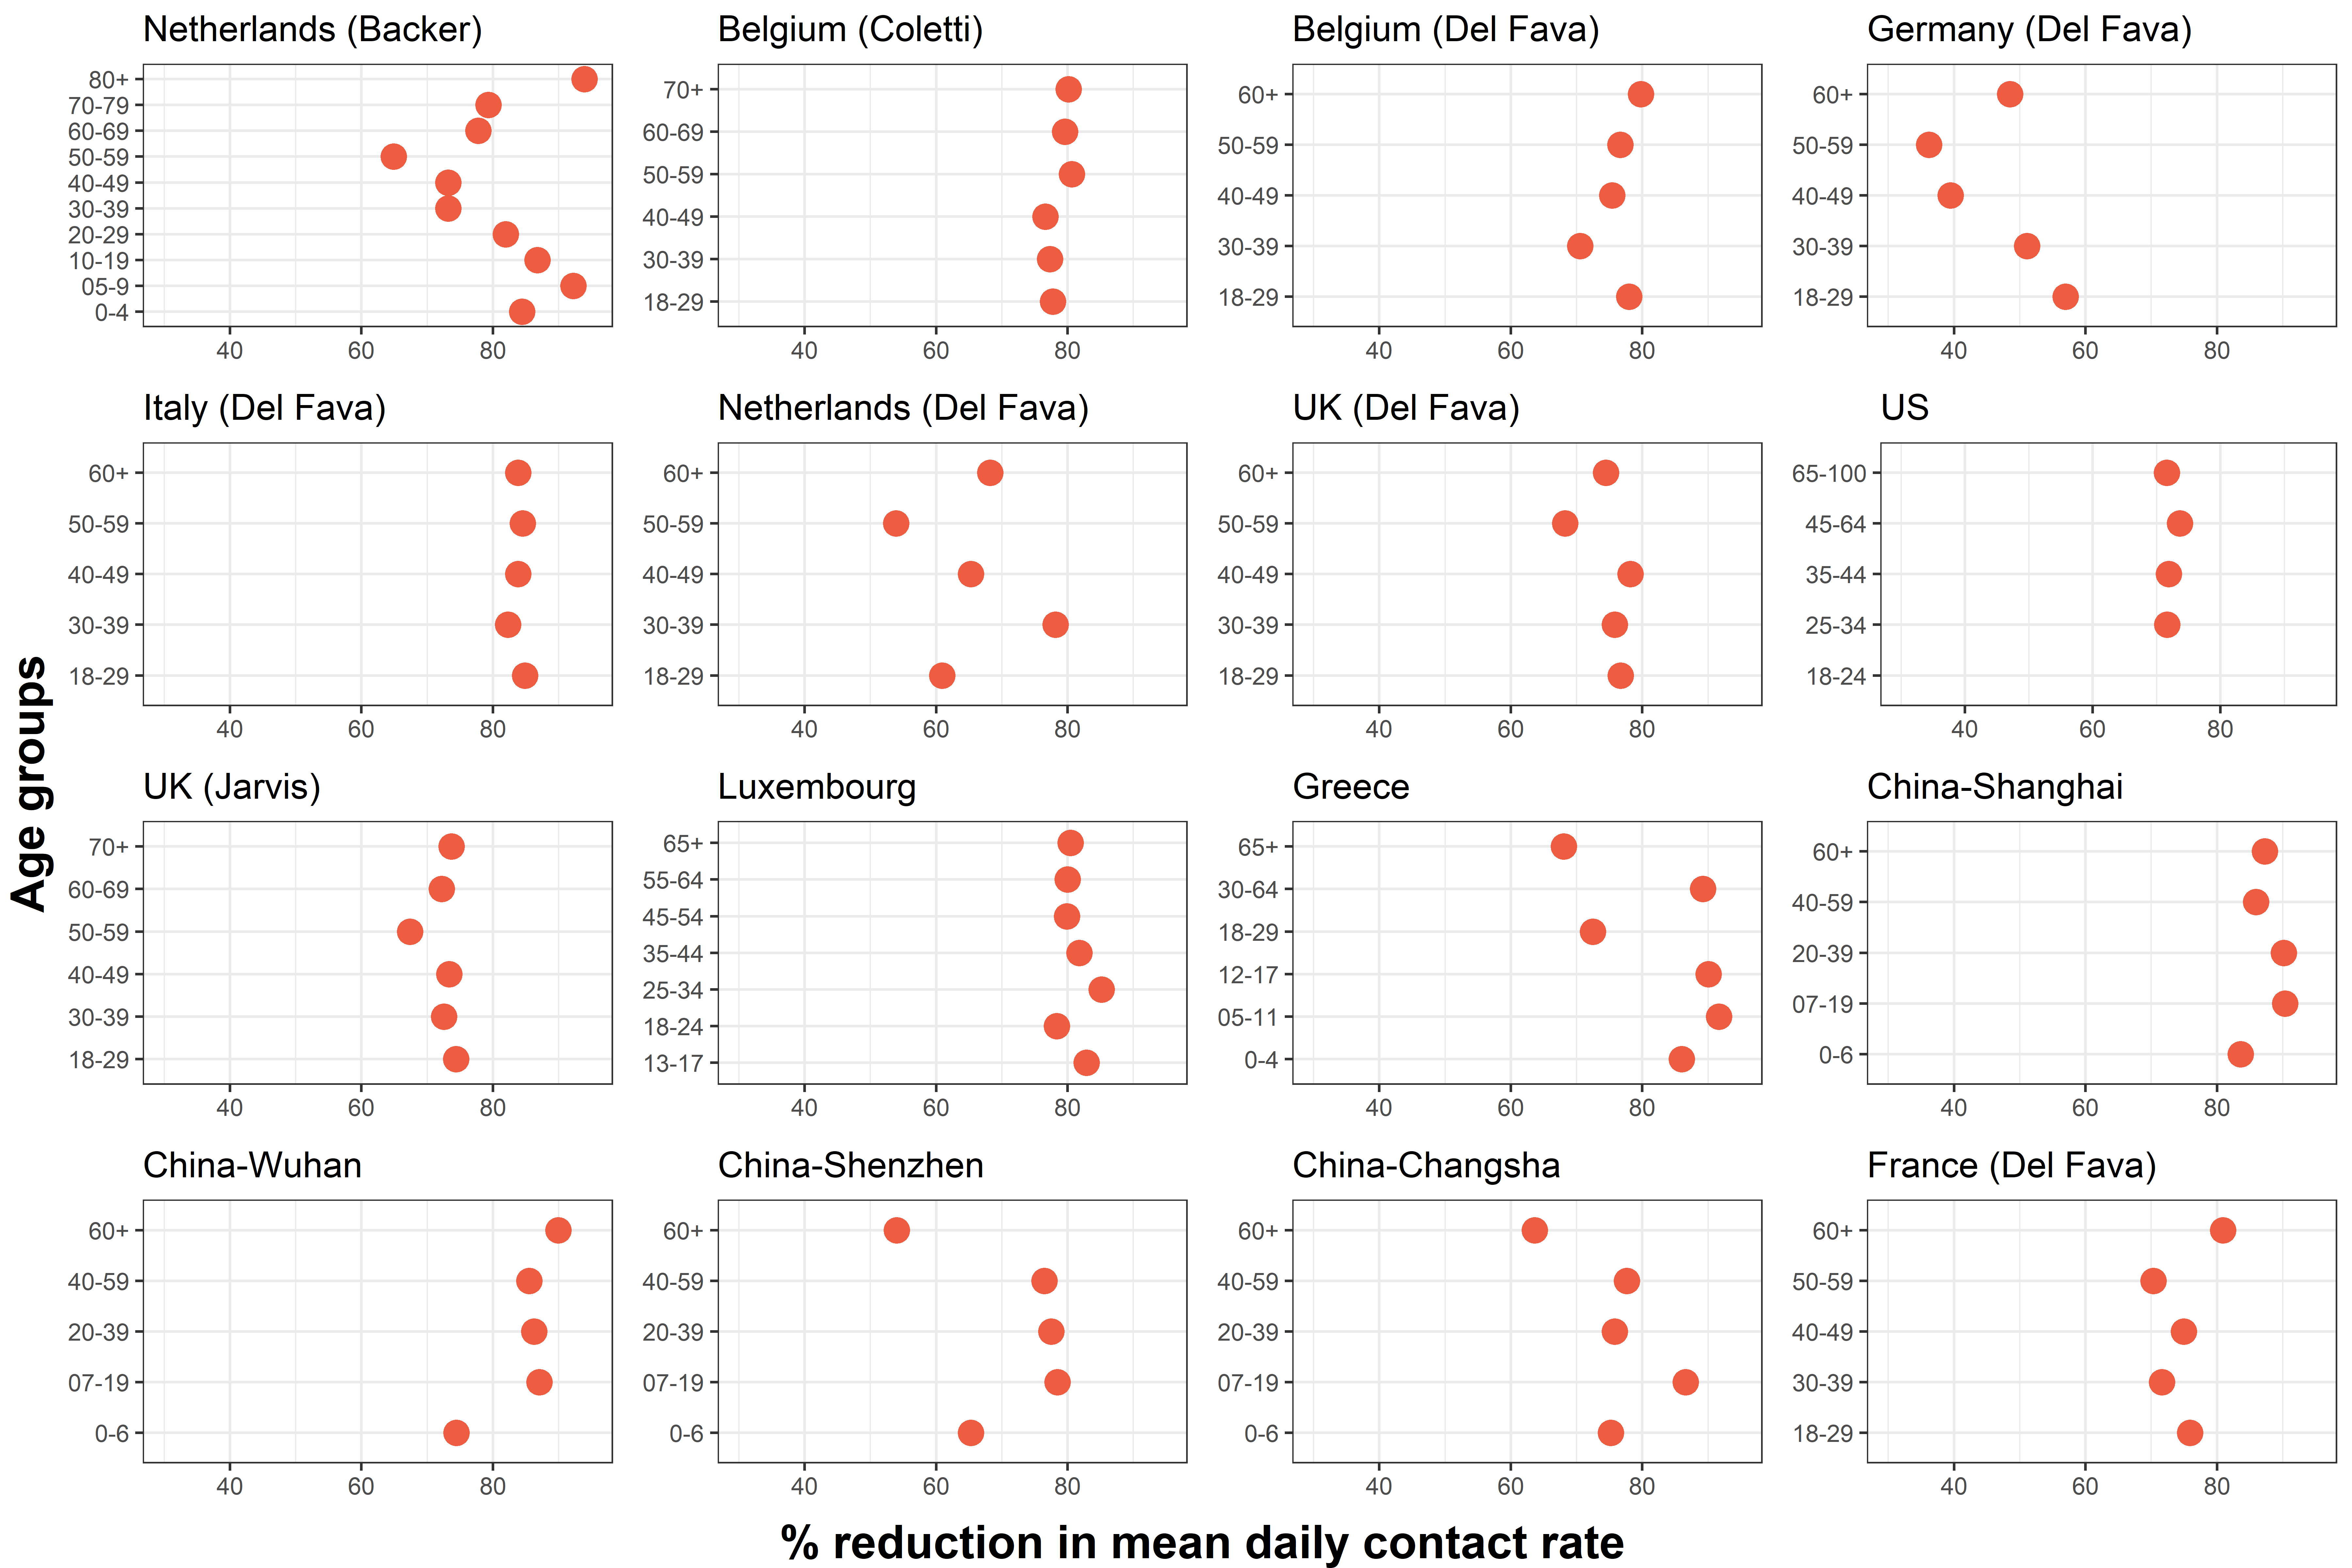 Netherlands (Backer)
80+
70-79
60-69
50-59
40-49
30-39
20-29
10-19
05-9
0-4
40 60 80
Belgium (Coletti)
70+
60-69
50-59
40-49
30-39
18-29
40 60 80
Belgium (Del Fava)
60+
50-59
40-49
30-39
18-29
40 60 80
Germany (Del Fava)
60+
50-59
40-49
30-39
18-29
40 60 80
Italy (Del Fava)
60+
50-59
40-49
30-39
18-29
40 60 80
Netherlands (Del Fava)
60+
50-59
40-49
30-39
18-29
40 60 80
UK (Del Fava)
60+
50-59
40-49
30-39
18-29
40 60 80
US
65-100
45-64
35-44
25-34
18-24
40 60 80
Age groups
UK (Jarvis)
70+
60-69
50-59
40-49
30-39
18-29
40 60 80
Luxembourg
65+
55-64
45-54
35-44
25-34
18-24
13-17
40 60 80
Greece
65+
30-64
18-29
12-17
05-11
0-4
40 60 80
China-Shanghai
60+
40-59
20-39
07-19
0-6
40 60 80
China-Wuhan
60+
40-59
20-39
07-19
0-6
40 60 80
China-Shenzhen
60+
40-59
20-39
07-19
0-6
40 60 80
China-Changsha
60+
40-59
20-39
07-19
0-6
40 60 80
France (Del Fava)
60+
50-59
40-49
30-39
18-29
40 60 80
% reduction in mean daily contact rate